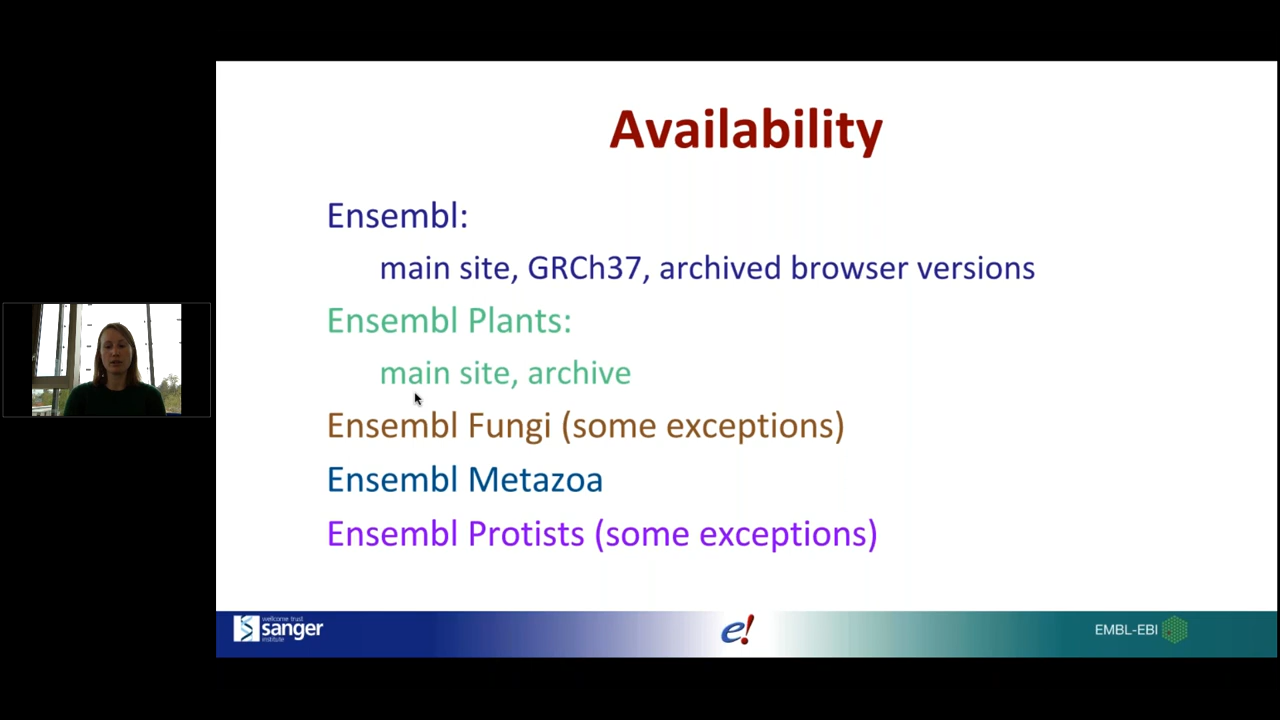 Availability
Ensembl:
main site, GRCh37, archived browser versions
Ensembl Plants:
main site, archive
Ensembl Fungi (some exceptions)
Ensembl Metazoa
Ensembl Protists (some exceptions)
wellcome trust
sanger
institute
e!
EMBL-EBI